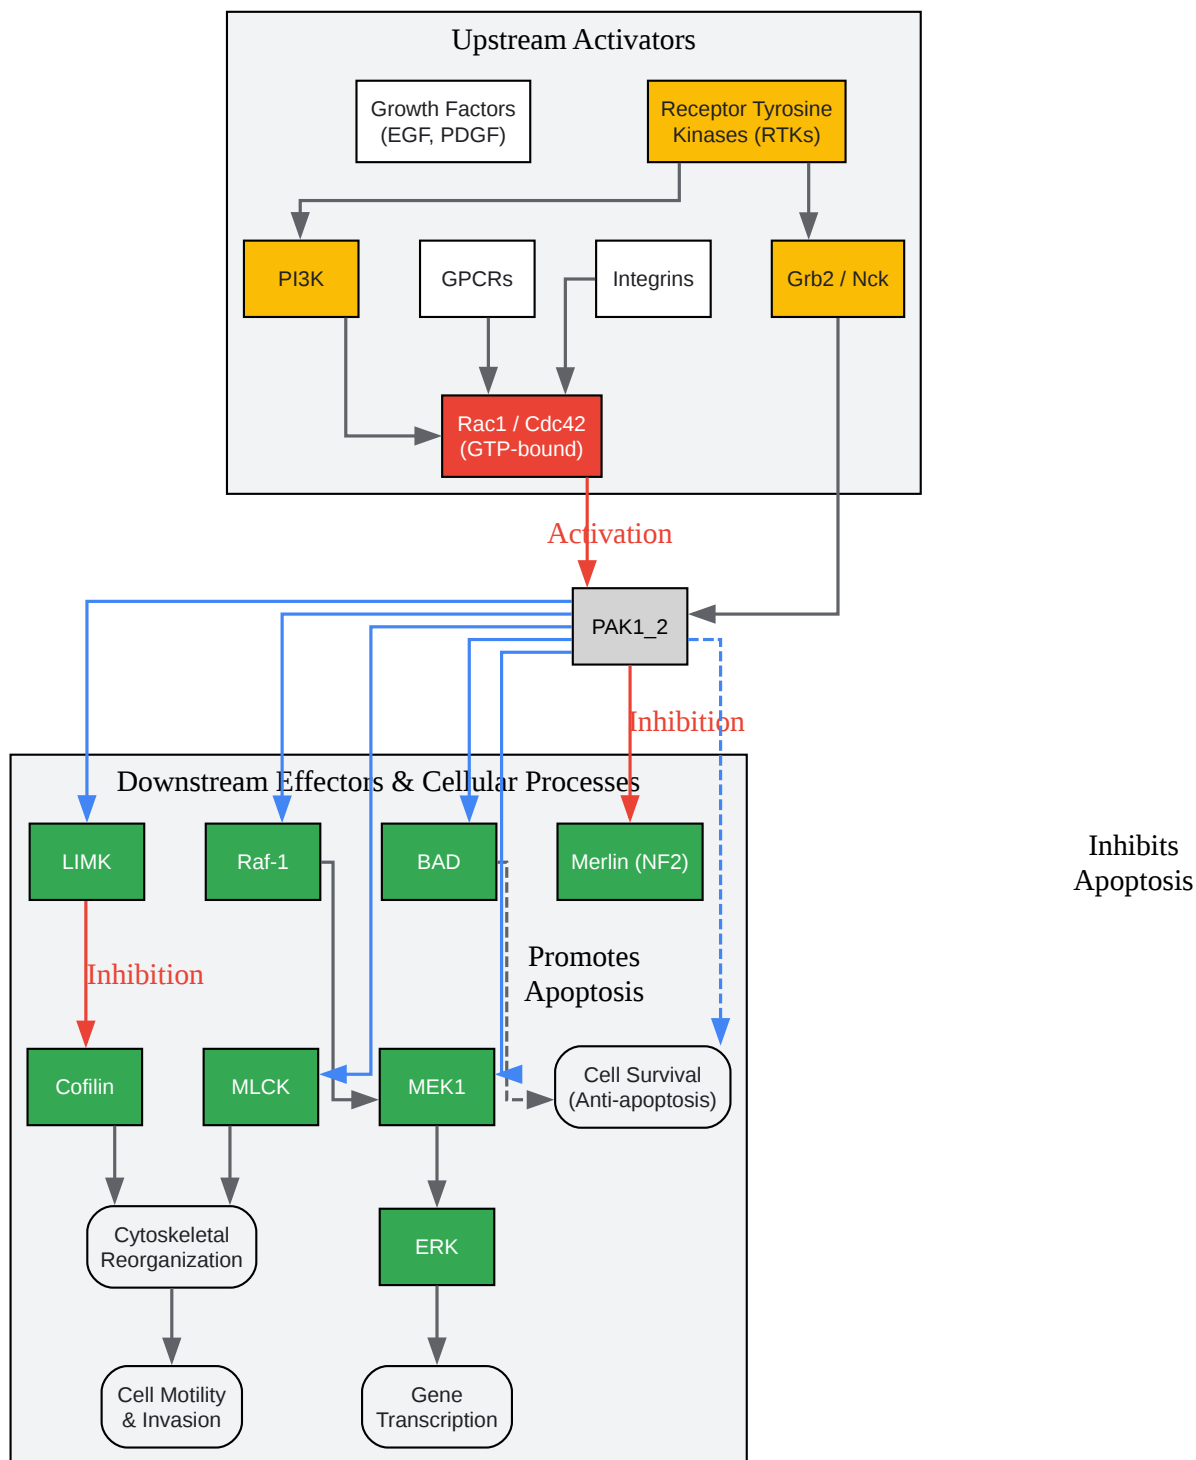 Upstream Activators
Growth Factors
(EGF, PDGF)
Receptor Tyrosine
Kinases (RTKs)
PI3K
GPCRs
Integrins
Grb2 / Nck
Rac1 / Cdc42
(GTP-bound)
Activation
PAK1_2
Inhibition
Downstream Effectors & Cellular Processes
LIMK
Raf-1
BAD
Merlin (NF2)
Inhibits
Apoptosis
Inhibition
Promotes
Apoptosis
Cofilin
MLCK
MEK1
Cell Survival
(Anti-apoptosis)
Cytoskeletal
Reorganization
ERK
Cell Motility
& Invasion
Gene
Transcription